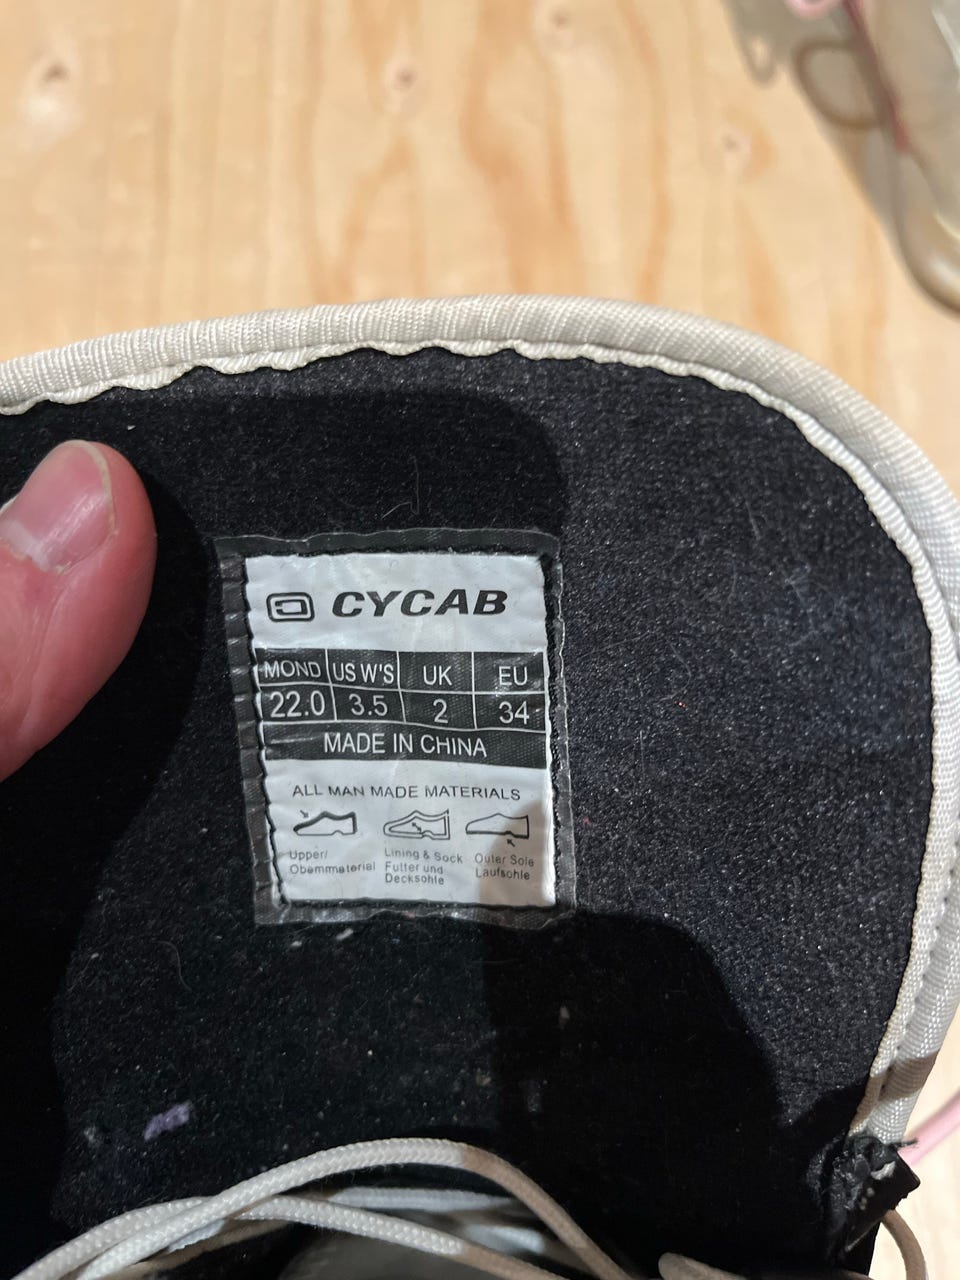 CYCAB
MOND US W'S UK EU
22.0 3.5 2 34
MADE IN CHINA
ALL MAN MADE MATERIALS
Upper/
Obermmaterial
Lining & Sock
Futter und
Decksohle
Outer Sole
Laufsohle